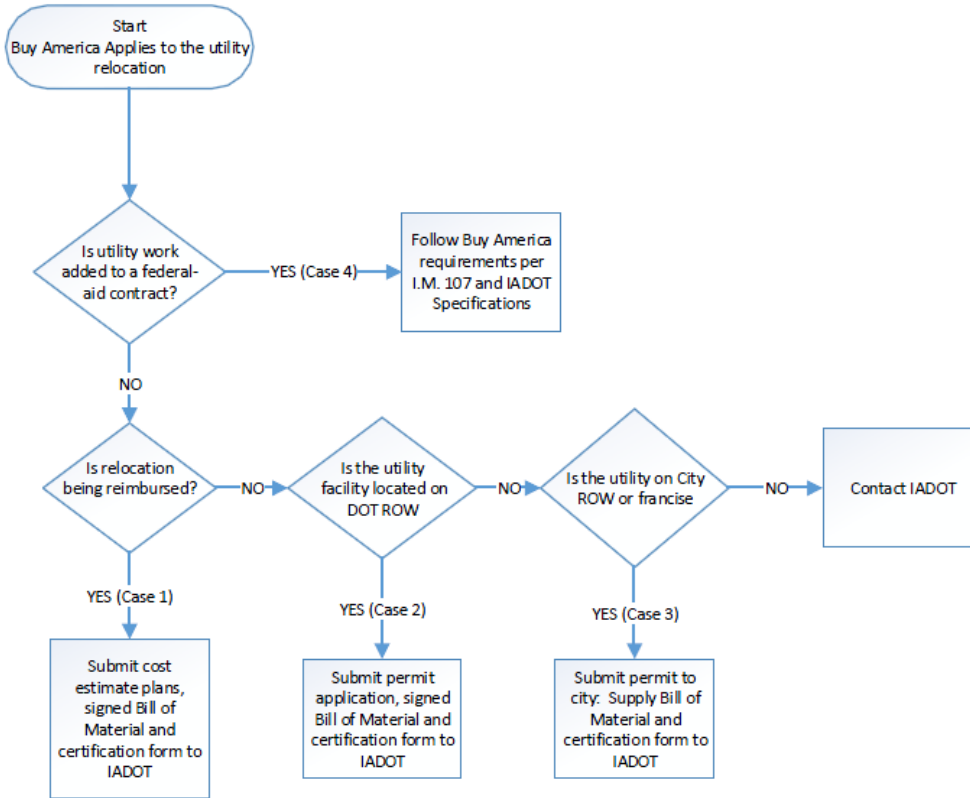 Start
Buy America Applies to the utility
relocation
Is utility work
added to a federal-
aid contract?
YES (Case 4)
Follow Buy America
requirements per
I.M. 107 and IADOT
Specifications
NO
Is relocation
being reimbursed?
NO
Is the utility
facility located on
DOT ROW
NO
Is the utility on City
ROW or francise
NO
Contact IADOT
YES (Case 1)
YES (Case 2)
YES (Case 3)
Submit cost
estimate plans,
signed Bill of
Material and
certification form to
IADOT
Submit permit
application, signed
Bill of Material and
certification form to
IADOT
Submit permit to
city:  Supply Bill of
Material and
certification form to
IADOT